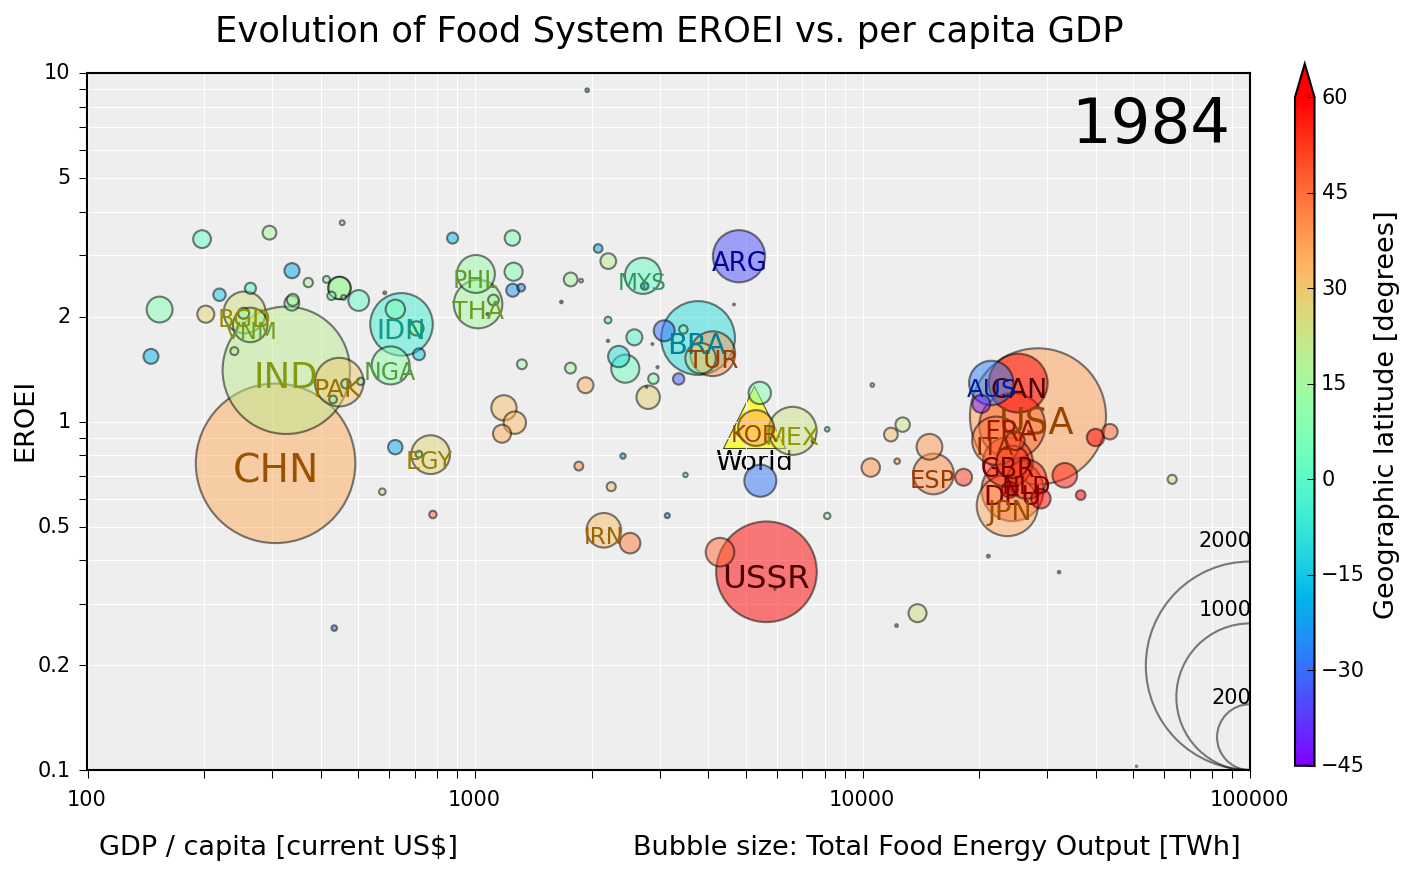 Evolution of Food System EROEI vs. per capita GDP
1984
10
5
2
1
0.5
0.2
0.1
EROEI
100
1000
10000
100000
GDP / capita [current US$]
Bubble size: Total Food Energy Output [TWh]
ARG
PHL
MYS
THA
BGD
VNM
IDN
BRA
TUR
IND
NGA
PAK
AUS
CAN
USA
KOR
MEX
FRA
ITA
World
CHN
EGY
ESP
GBR
NLD
DEU
JPN
IRN
USSR
2000
1000
200
60
45
30
15
0
−15
−30
−45
Geographic latitude [degrees]